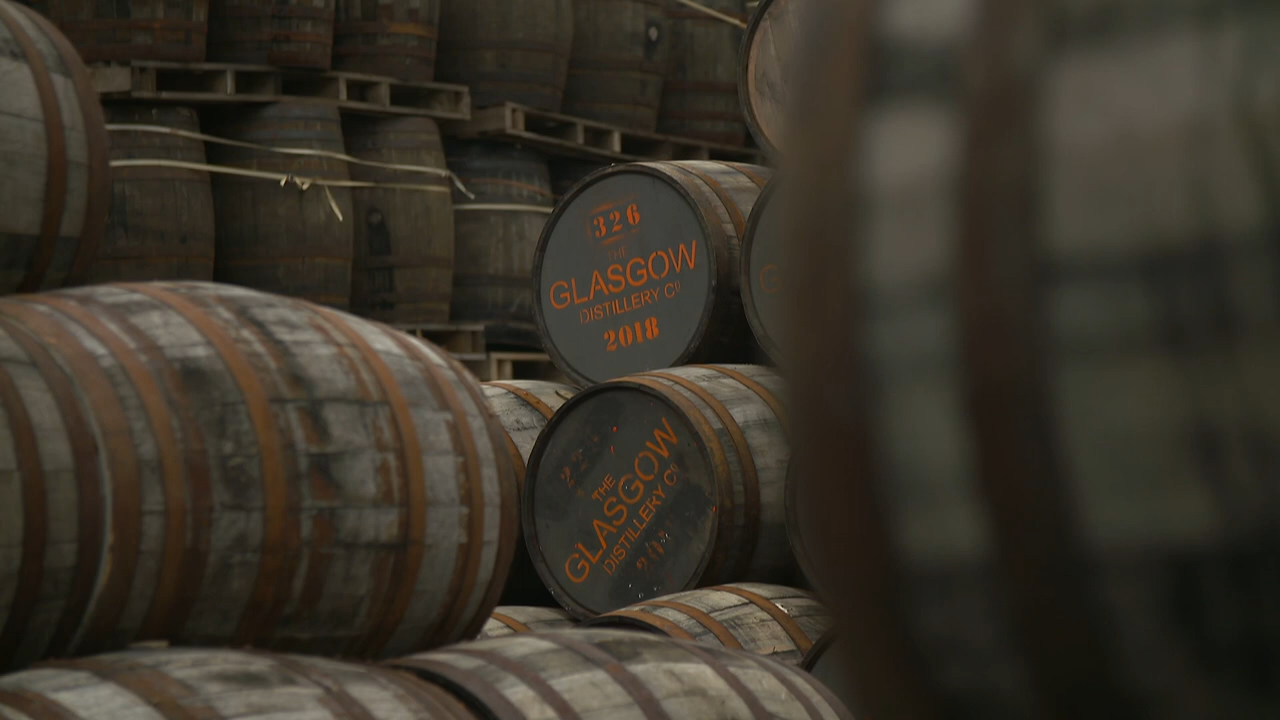 326
THE
GLASGOW
DISTILLERY Cº
2018
THE
GLASGOW
DISTILLERY Cº